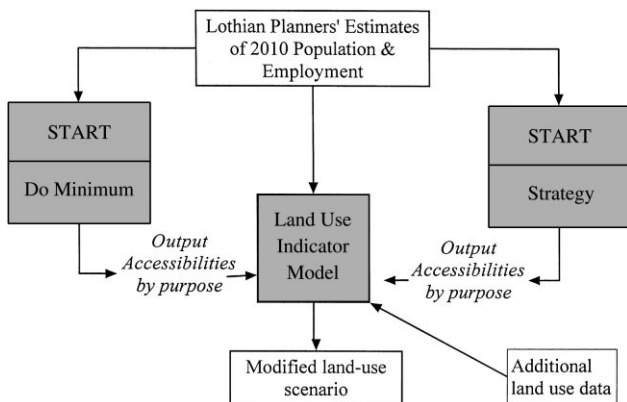 Lothian Planners' Estimates
of 2010 Population &
Employment
START
Do Minimum
START
Strategy
Land Use
Indicator
Model
Output
Accessibilities
by purpose
Output
Accessibilities
by purpose
Modified land-use
scenario
Additional
land use data